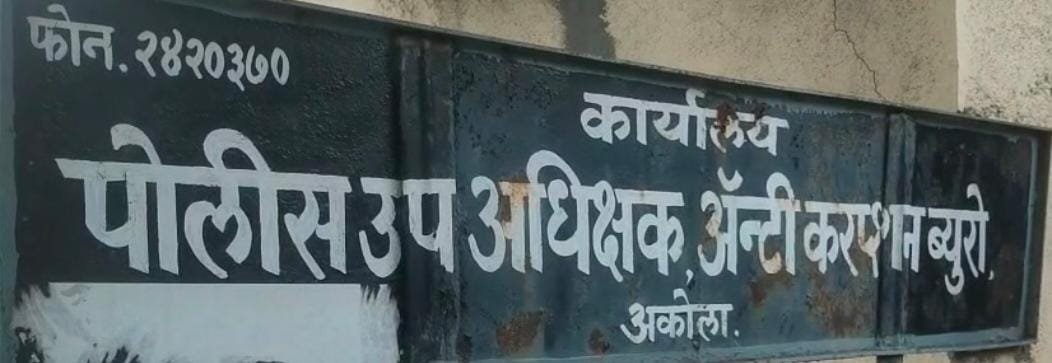 फोन. २४२०३७०
कार्यालय
पोलीस उप अधिक्षक, ॲन्टी करप्शन ब्युरो,
अकोला.